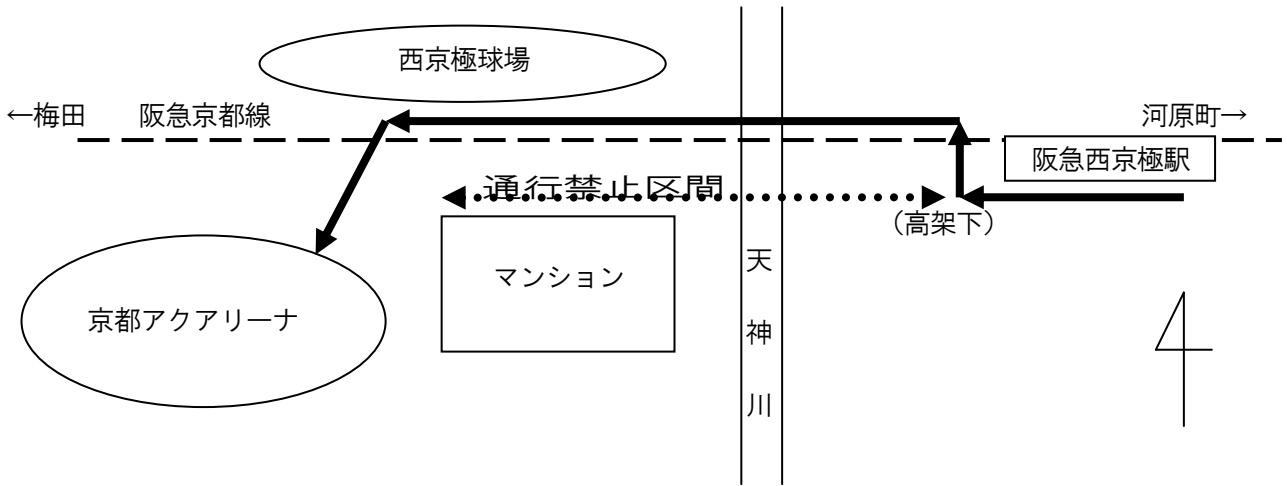 西京極球場
←梅田
阪急京都線
河原町→
阪急西京極駅
通行禁止区間
(高架下)
マンション
天神川
京都アクアリーナ